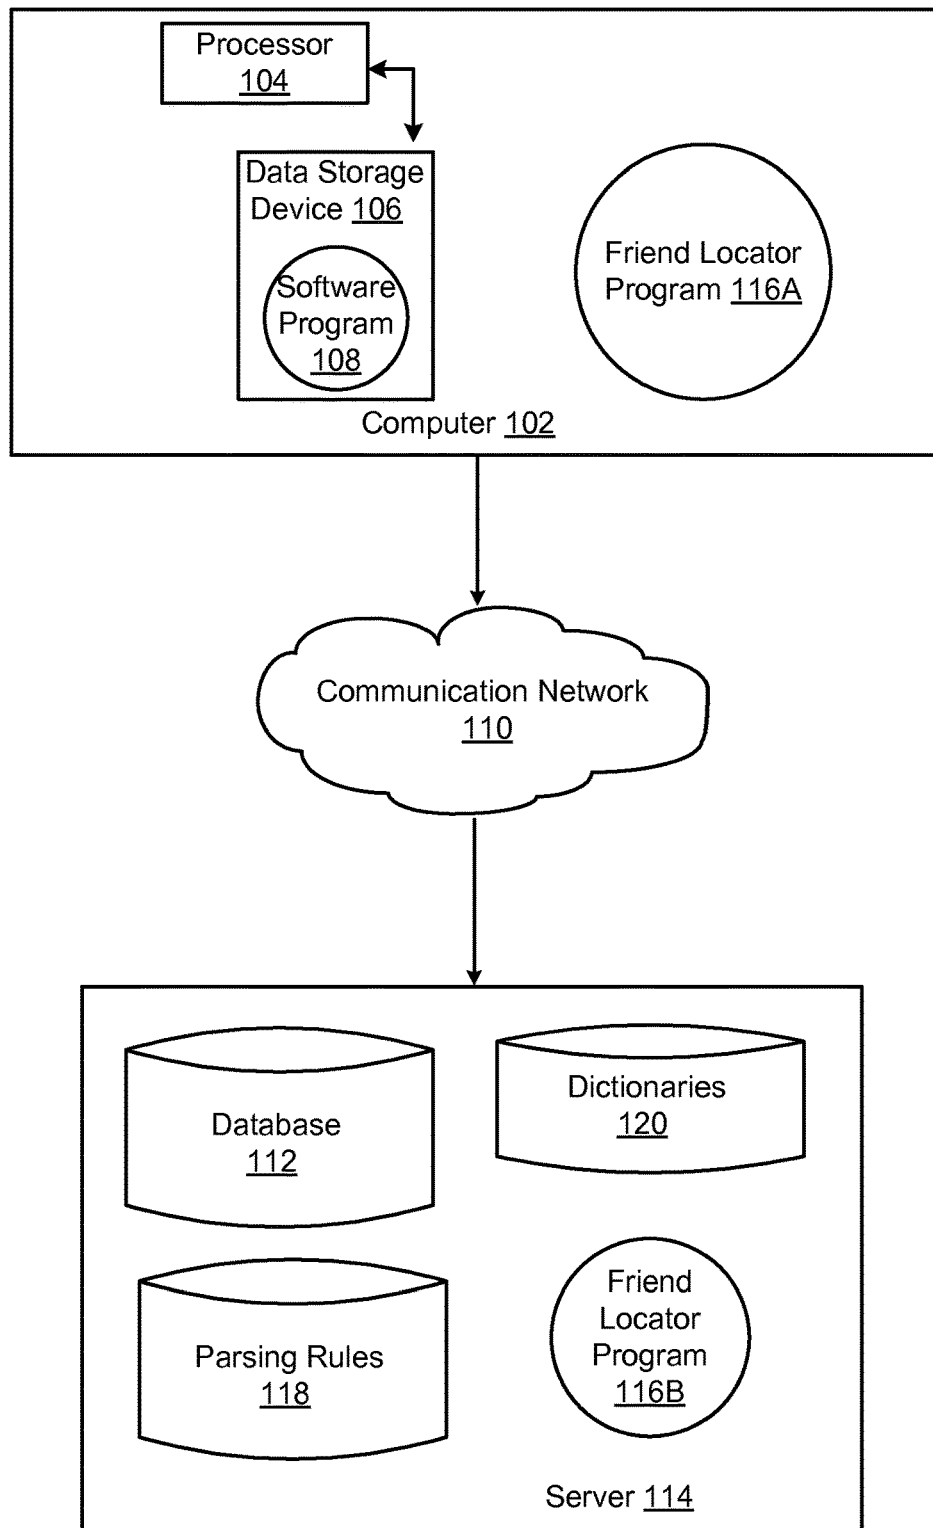 Processor
104
Data Storage
Device 106
Software
Program
108
Friend Locator
Program 116A
Computer 102
Communication Network
110
Database
112
Dictionaries
120
Parsing Rules
118
Friend
Locator
Program
116B
Server 114